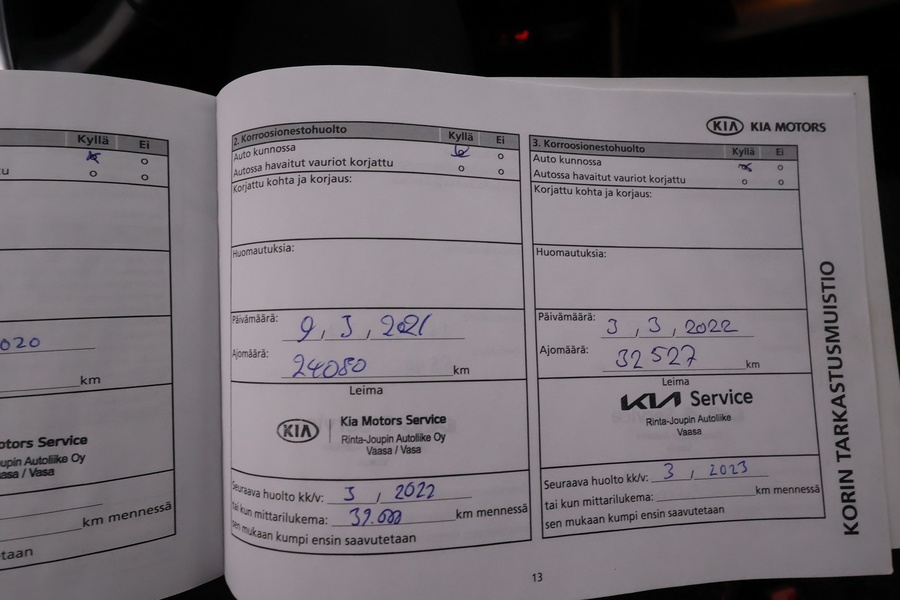 Kyllä Ei
tu
020
km
otors Service
upin Autoliike Oy
asa / Vasa
km mennessä
taan
2. Korroosionestohuolto Kyllä Ei
Auto kunnossa
Autossa havaitut vauriot korjattu
Korjattu kohta ja korjaus:
Huomautuksia:
Päivämäärä: 9, 3, 2021
Ajomäärä: 24080 km
Leima
KIA Kia Motors Service
Rinta-Joupin Autoliike Oy
Vaasa / Vasa
Seuraava huolto kk/v: 3, 2022
tai kun mittarilukema: 39.000 km mennessä
sen mukaan kumpi ensin saavutetaan
KIA KIA MOTORS
3. Korroosionestohuolto Kyllä Ei
Auto kunnossa
Autossa havaitut vauriot korjattu
Korjattu kohta ja korjaus:
Huomautuksia:
Päivämäärä: 3, 3, 2022
Ajomäärä: 32527 km
Leima
KIA Service
Rinta-Joupin Autoliike
Vaasa
Seuraava huolto kk/v: 3, 2023
tai kun mittarilukema: km mennessä
sen mukaan kumpi ensin saavutetaan
KORIN TARKASTUSMUISTIO
13